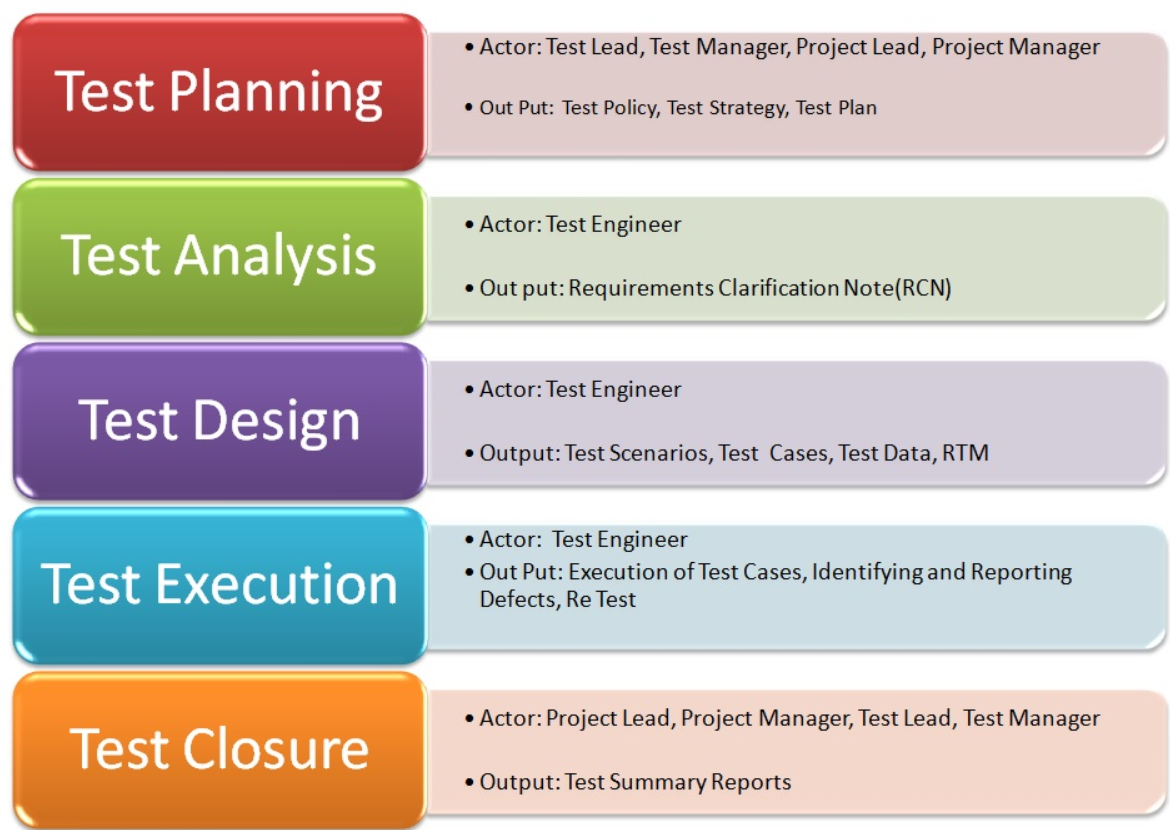 Test Planning
• Actor: Test Lead, Test Manager, Project Lead, Project Manager
• Out Put: Test Policy, Test Strategy, Test Plan
Test Analysis
• Actor: Test Engineer
• Out put: Requirements Clarification Note(RCN)
Test Design
• Actor: Test Engineer
• Output: Test Scenarios, Test Cases, Test Data, RTM
Test Execution
• Actor: Test Engineer
• Out Put: Execution of Test Cases, Identifying and Reporting
Defects, Re Test
Test Closure
• Actor: Project Lead, Project Manager, Test Lead, Test Manager
• Output: Test Summary Reports